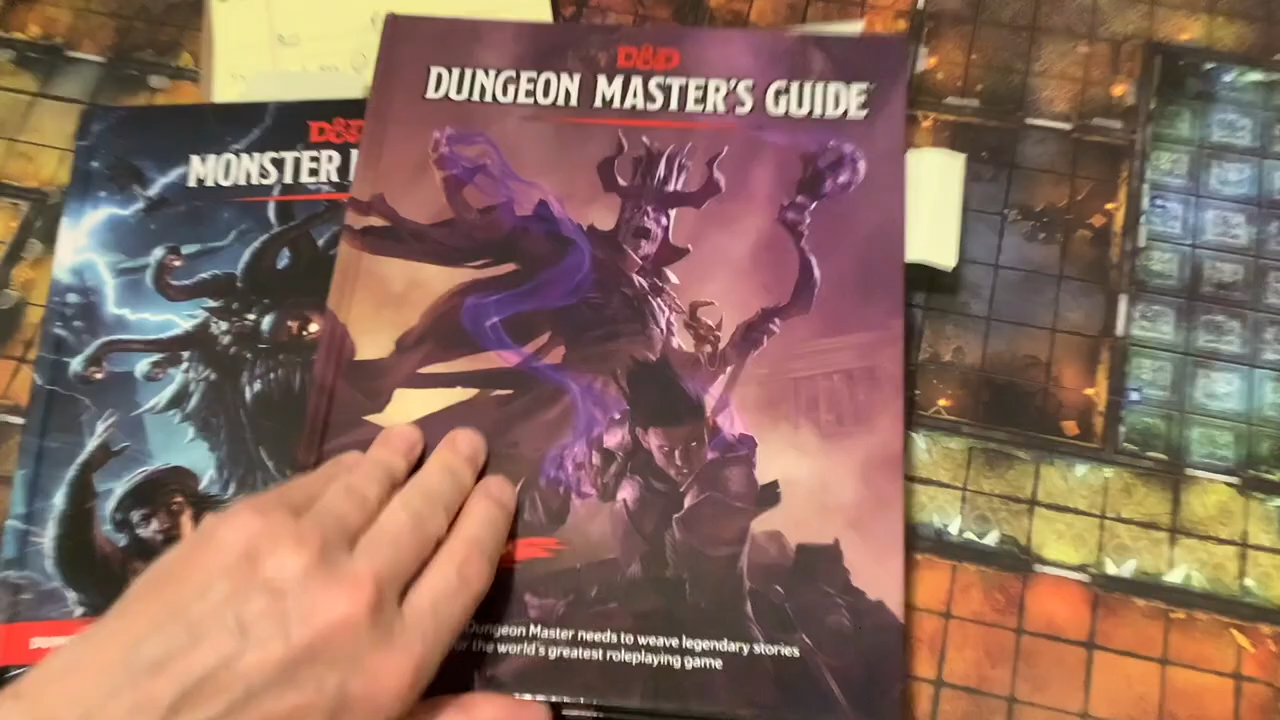 D&D
DUNGEON MASTER'S GUIDE
D&D
MONSTER
Dungeon Master needs to weave legendary stories
the world's greatest roleplaying game